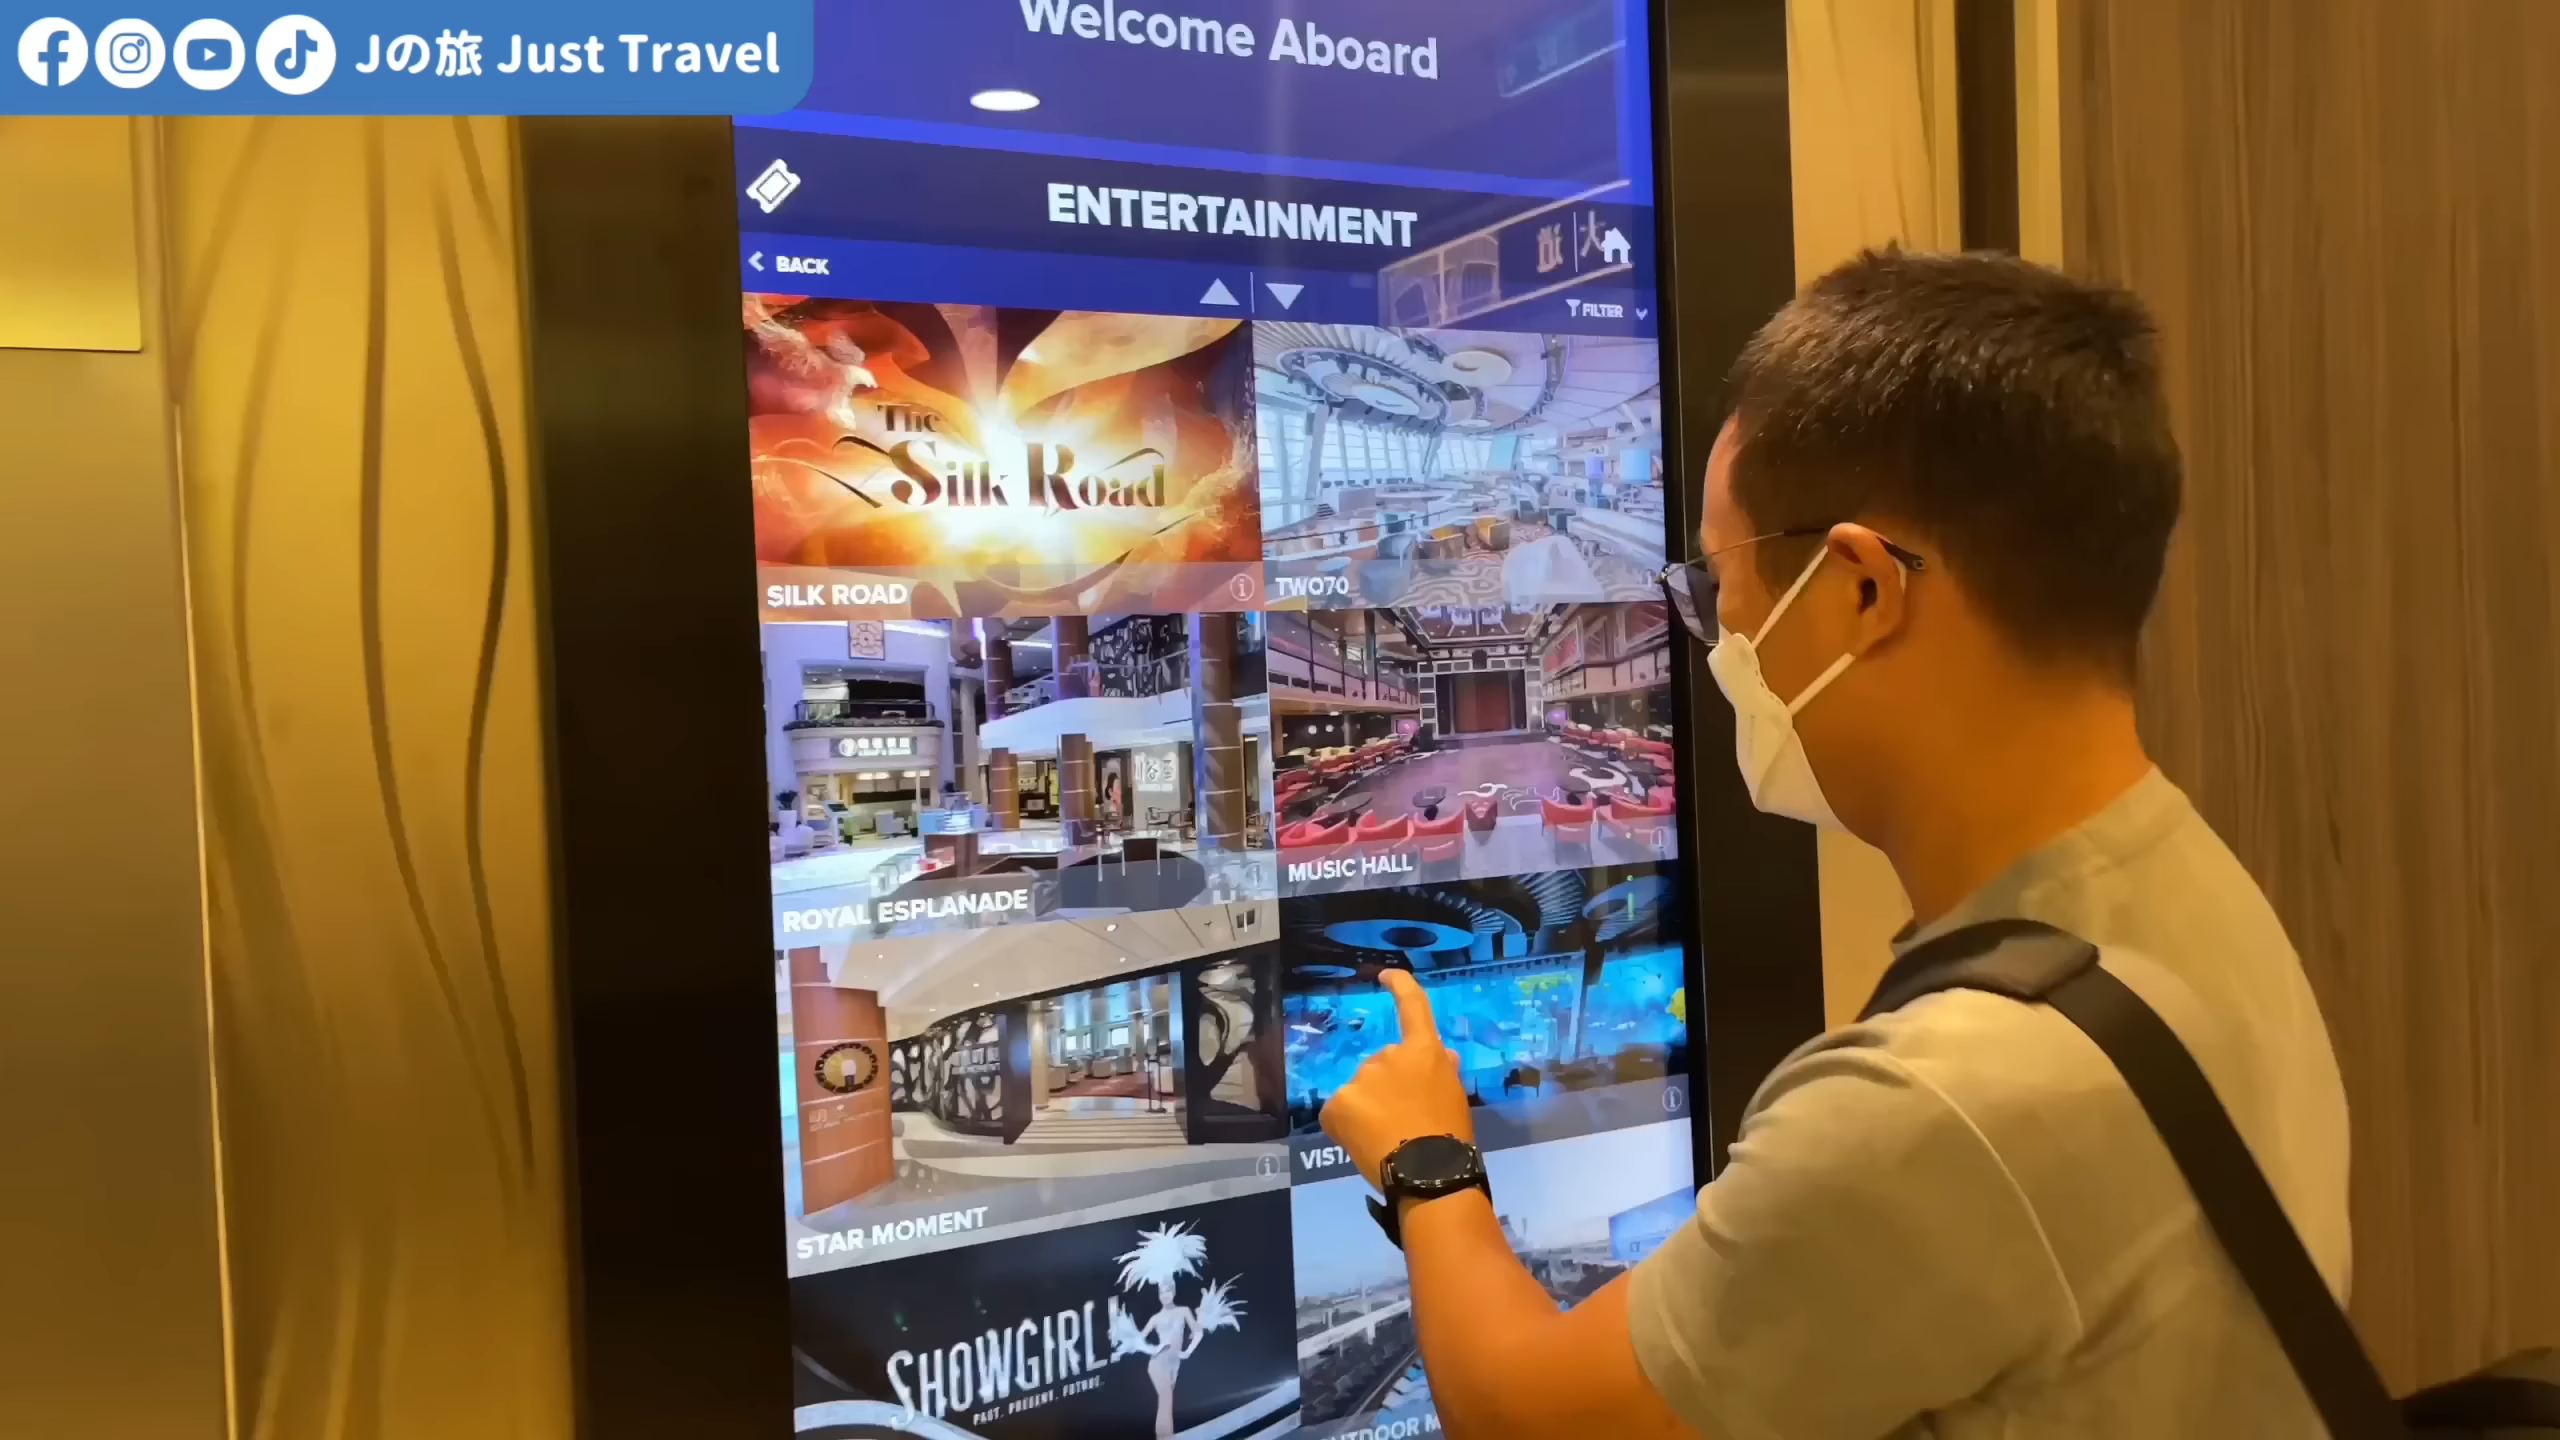 Jの旅 Just Travel
Welcome Aboard
ENTERTAINMENT
BACK
FILTER
The
Silk Road
SILK ROAD
TWO70
ROYAL ESPLANADE
MUSIC HALL
STAR MOMENT
SHOWGIRL
PAST. PRESENT. FUTURE.